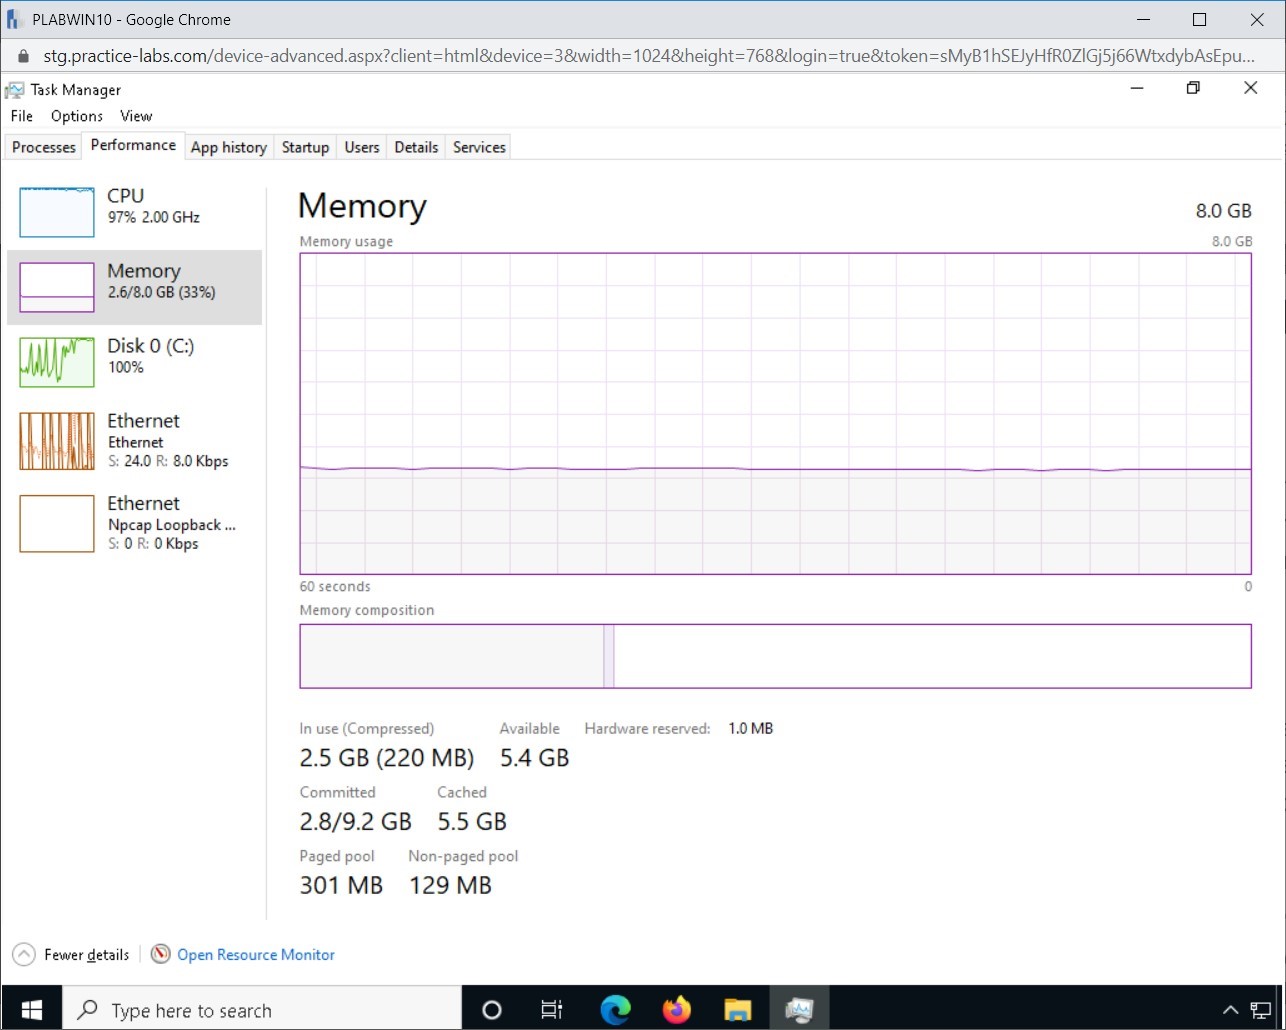 PLABWIN10 - Google Chrome
stg.practice-labs.com/device-advanced.aspx?client=html&device=3&width=1024&height=768&login=true&token=sMyB1hSEJyHfR0ZlGj5j66WtxdybAsEpu...
Task Manager
File Options View
Processes Performance App history Startup Users Details Services
CPU
97% 2.00 GHz
Memory
2.6/8.0 GB (33%)
Disk 0 (C:)
100%
Ethernet
Ethernet
S: 24.0 R: 8.0 Kbps
Ethernet
Npcap Loopback ...
S: 0 R: 0 Kbps
Memory 8.0 GB
Memory usage 8.0 GB
60 seconds 0
Memory composition
In use (Compressed) Available Hardware reserved: 1.0 MB
2.5 GB (220 MB) 5.4 GB
Committed Cached
2.8/9.2 GB 5.5 GB
Paged pool Non-paged pool
301 MB 129 MB
Fewer details Open Resource Monitor
Type here to search